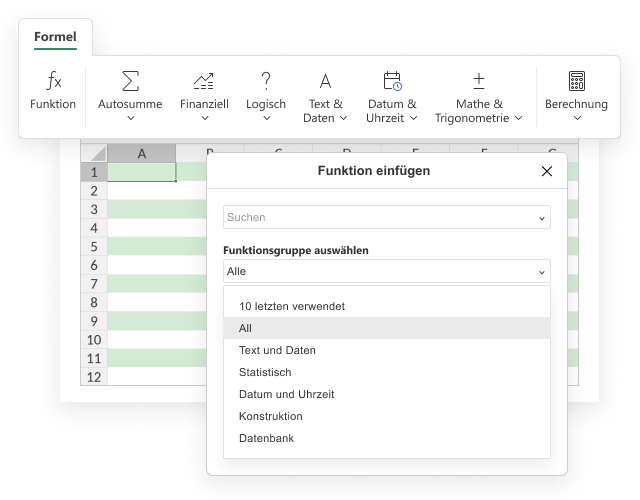 Formel
Funktion
Autosumme
Finanziell
Logisch
Text &
Daten
Datum &
Uhrzeit
Mathe &
Trigonometrie
Berechnung
A
1
2
3
4
5
6
7
8
9
10
11
12
Funktion einfügen
Suchen
Funktionsgruppe auswählen
Alle
10 letzten verwendet
All
Text und Daten
Statistisch
Datum und Uhrzeit
Konstruktion
Datenbank